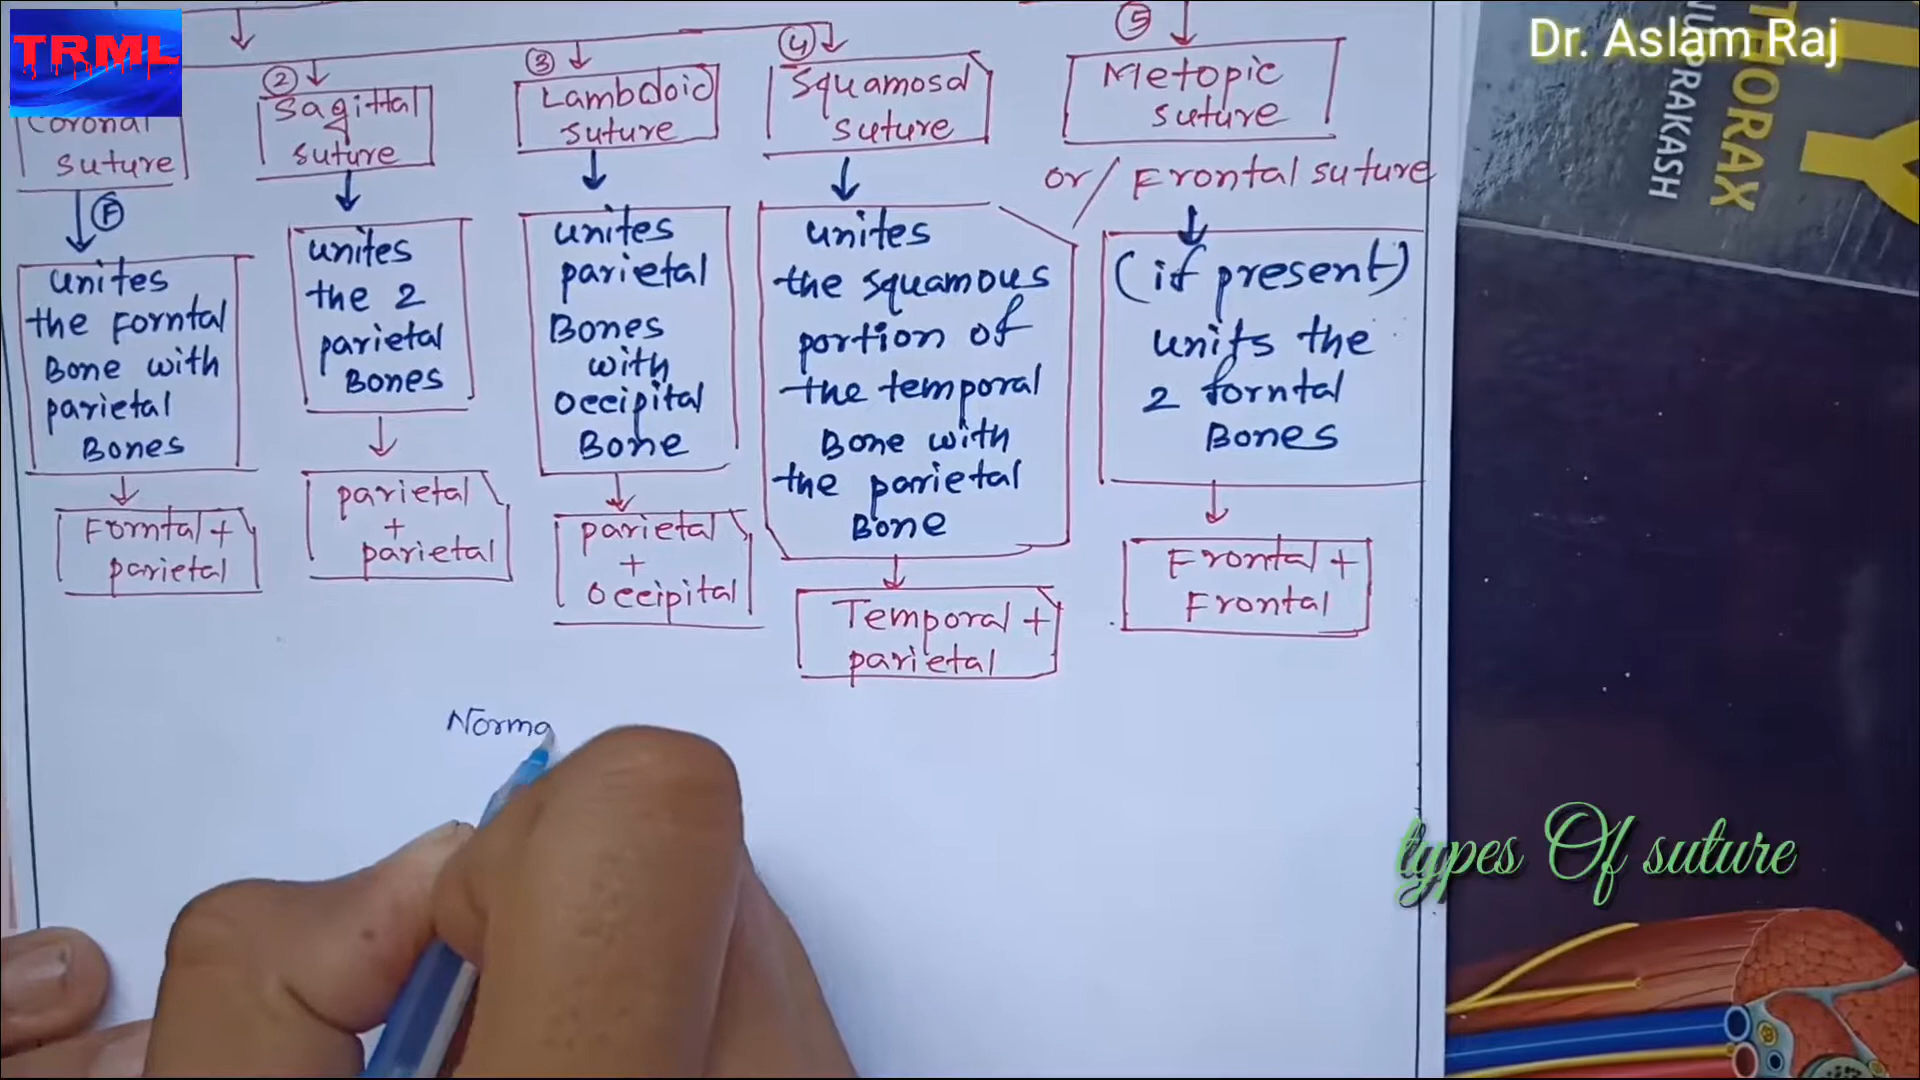 TRML
Dr. Aslam Raj
THORAX
PRAKASH
Coronal
suture
F
unites
the Forntal
Bone with
parietal
Bones
Forntal +
parietal
2
Sagittal
suture
unites
the 2
parietal
Bones
parietal
+
parietal
3
Lambdoid
suture
unites
parietal
Bones
with
occipital
Bone
parietal
+
occipital
4
Squamosal
suture
unites
the squamous
portion of
the temporal
Bone with
the parietal
Bone
Temporal +
parietal
5
Metopic
suture
or / Frontal suture
(if present)
units the
2 forntal
Bones
Frontal +
Frontal
Norma
types Of suture